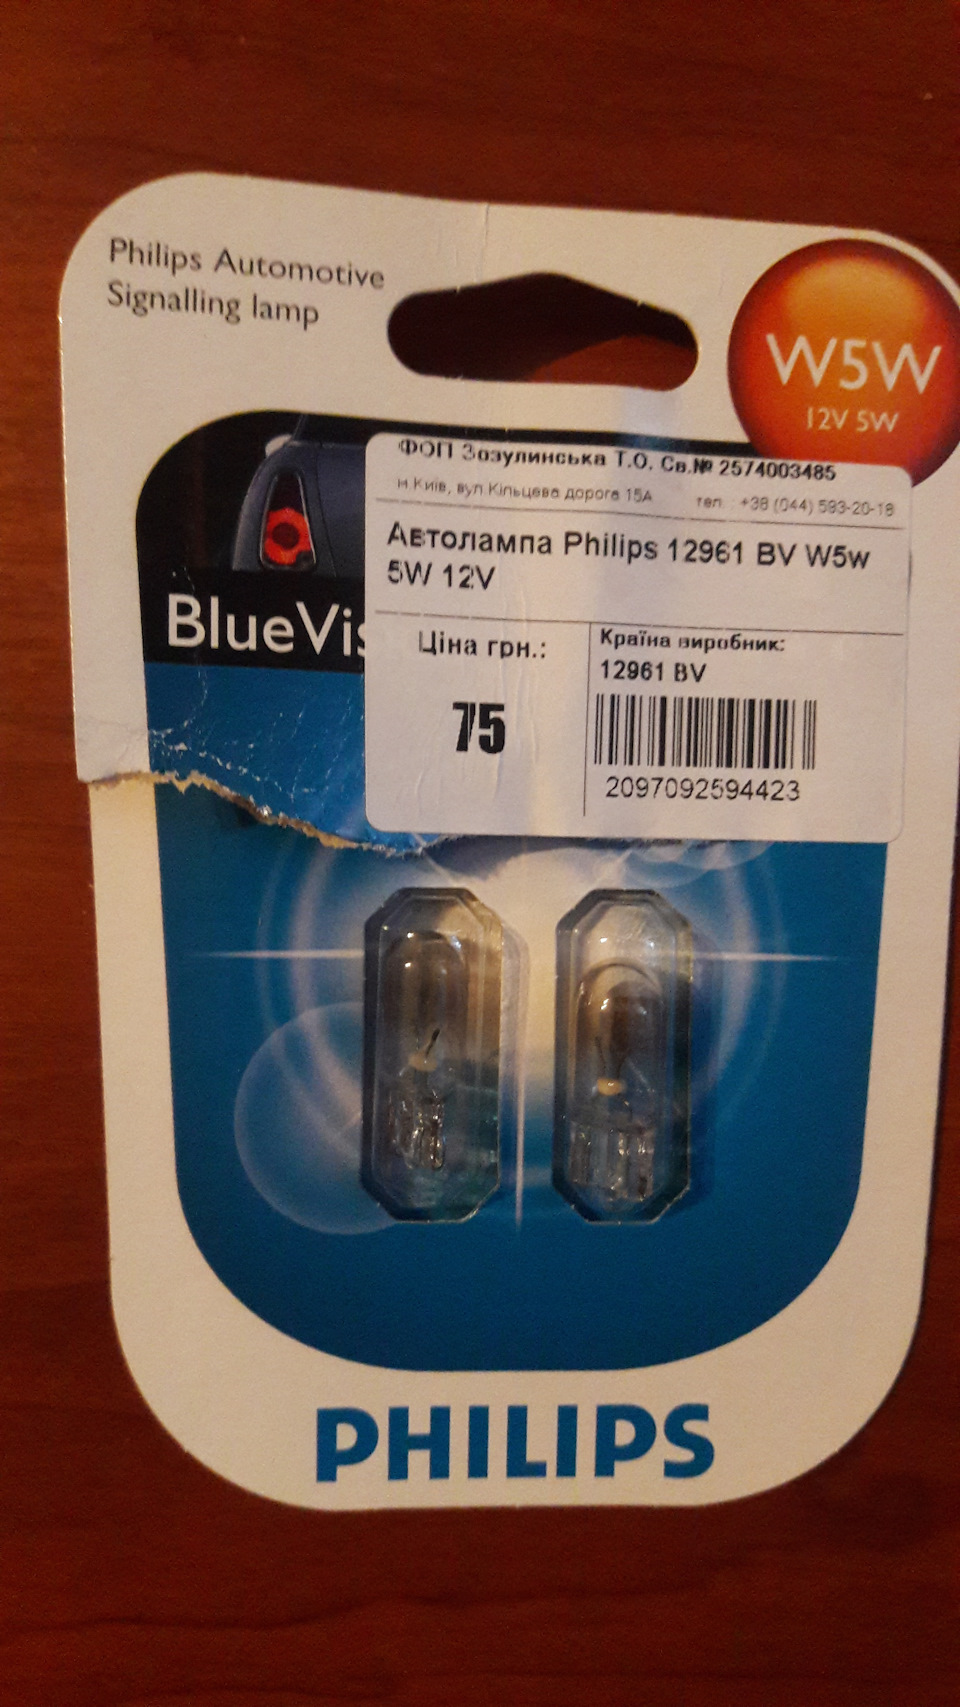 Philips Automotive
Signalling lamp
W5W
12V 5W
ФОП Зозулинська Т.О. Св.№ 2574003485
м.Київ, вул.Кільцева дорога 15А тел. : +38 (044) 593-20-18
Автолампа Philips 12961 BV W5w
5W 12V
BlueVis
Ціна грн.:
75
Країна виробник:
12961 BV
2097092594423
PHILIPS